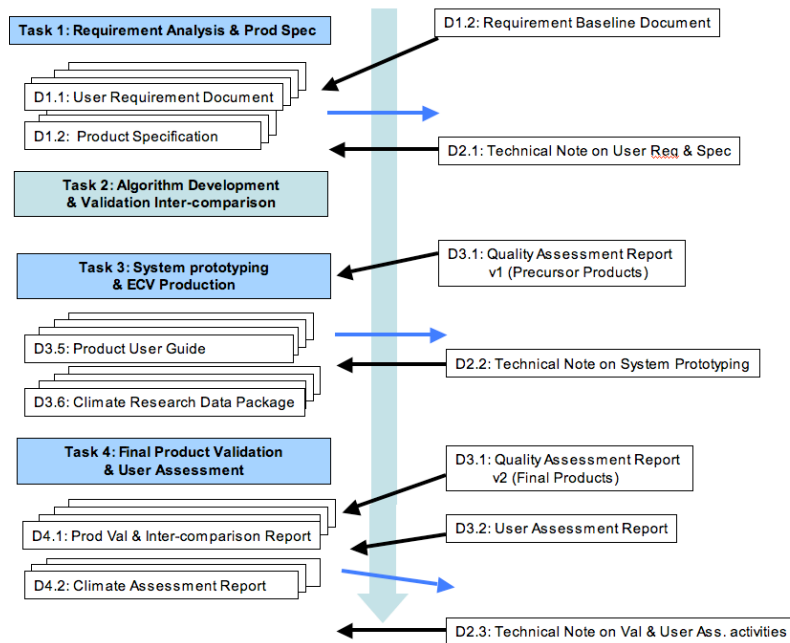 Task 1: Requirement Analysis & Prod Spec
D1.2: Requirement Baseline Document
D1.1: User Requirement Document
D1.2: Product Specification
D2.1: Technical Note on User Req & Spec
Task 2: Algorithm Development
& Validation Inter-comparison
Task 3: System prototyping
& ECV Production
D3.1: Quality Assessment Report
v1 (Precursor Products)
D3.5: Product User Guide
D2.2: Technical Note on System Prototyping
D3.6: Climate Research Data Package
Task 4: Final Product Validation
& User Assessment
D3.1: Quality Assessment Report
v2 (Final Products)
D4.1: Prod Val & Inter-comparison Report
D3.2: User Assessment Report
D4.2: Climate Assessment Report
D2.3: Technical Note on Val & User Ass. activities